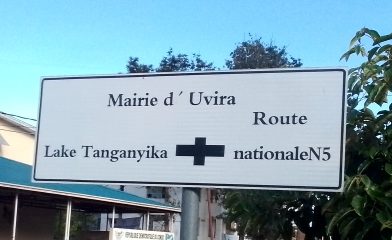 Mairie d´Uvira
Route
Lake Tanganyika
nationaleN5